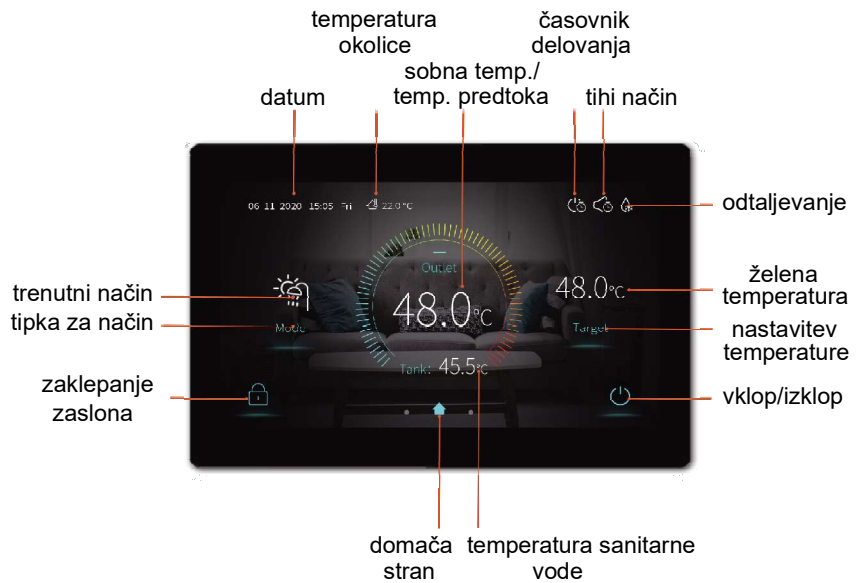 temperatura
okolice
časovnik
delovanja
sobna temp./
temp. predtoka
datum
tihi način
06 11 2020 15:05 Fri 22.0°C
odtaljevanje
Outlet
48.0°C
48.0°C
želena
temperatura
trenutni način
tipka za način
Mode
Target
nastavitev
temperature
Tank: 45.5°C
zaklepanje
zaslona
vklop/izklop
domača
stran
temperatura sanitarne
vode